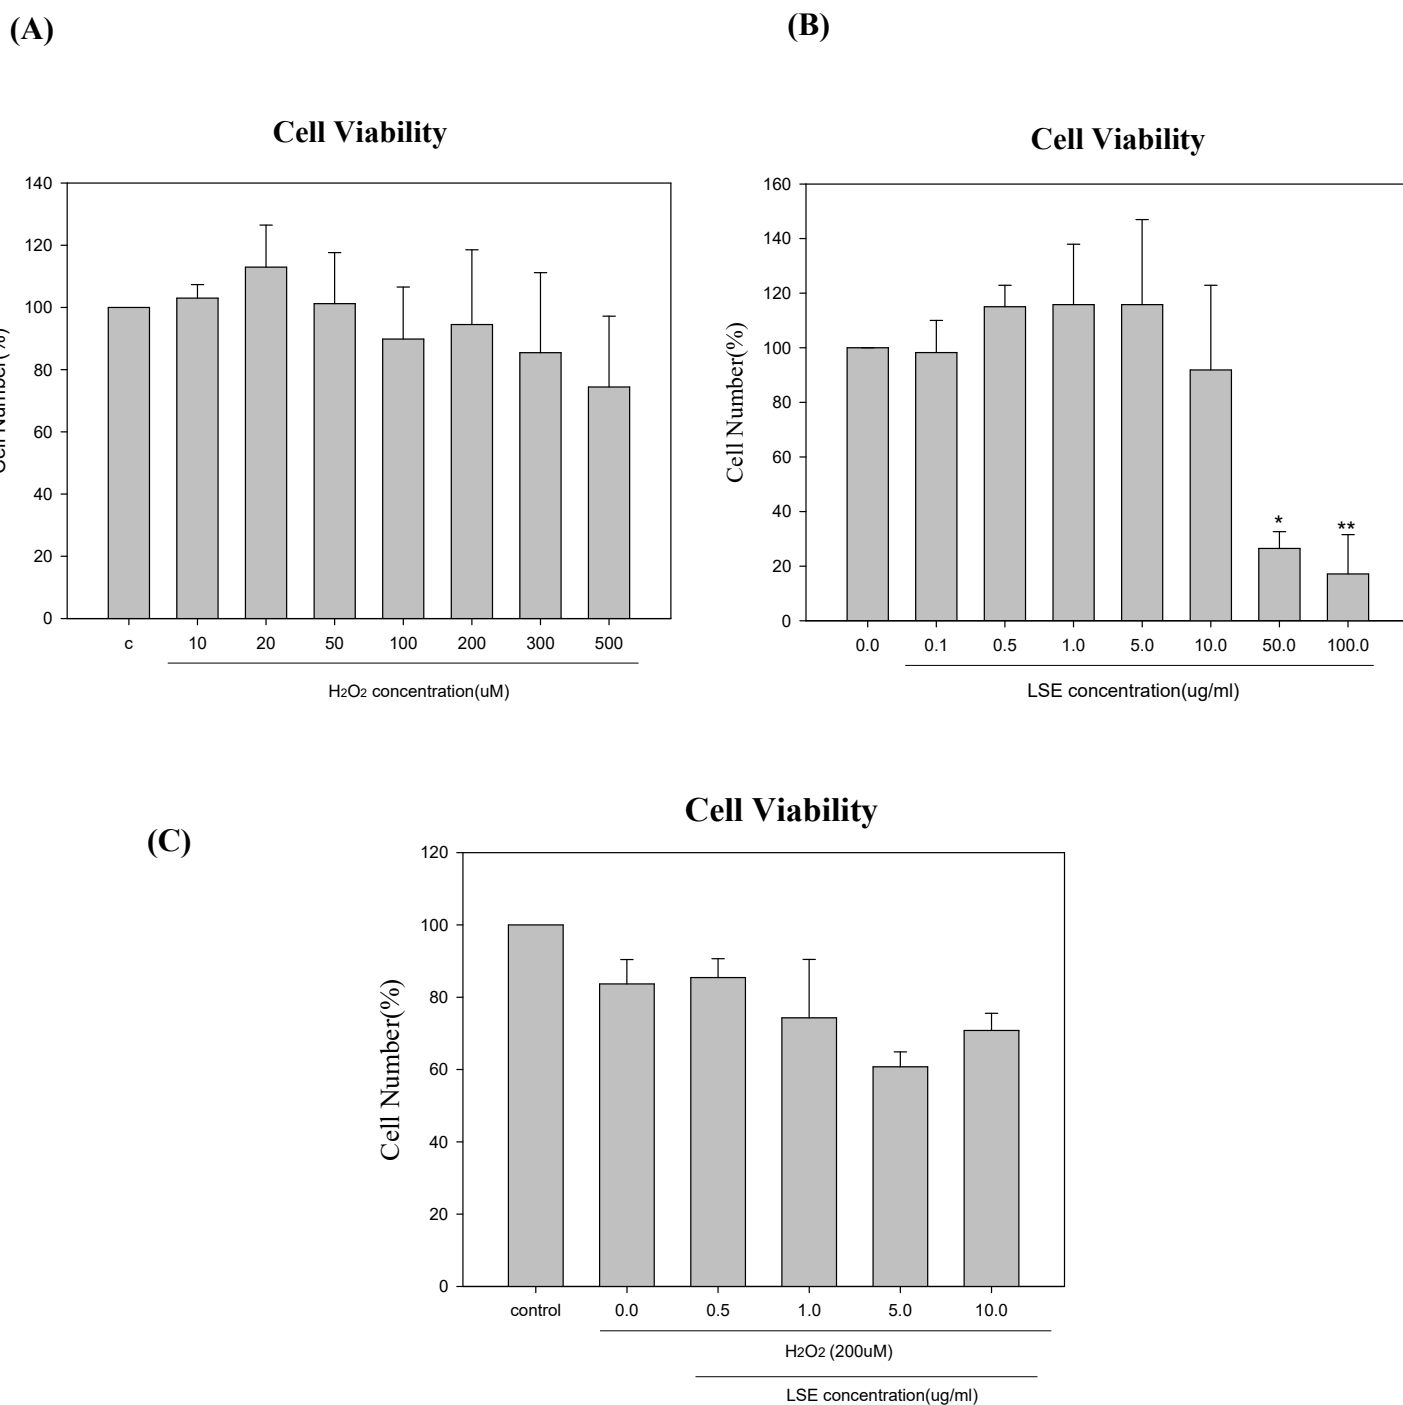 (A)
Cell Viability
140
120
100
80
60
40
20
0
Cell Number(%)
c 10 20 50 100 200 300 500
H2O2 concentration(uM)
(B)
Cell Viability
160
140
120
100
80
60
40
20
0
Cell Number(%)
* **
0.0 0.1 0.5 1.0 5.0 10.0 50.0 100.0
LSE concentration(ug/ml)
(C)
Cell Viability
120
100
80
60
40
20
0
Cell Number(%)
control 0.0 0.5 1.0 5.0 10.0
H2O2 (200uM)
LSE concentration(ug/ml)